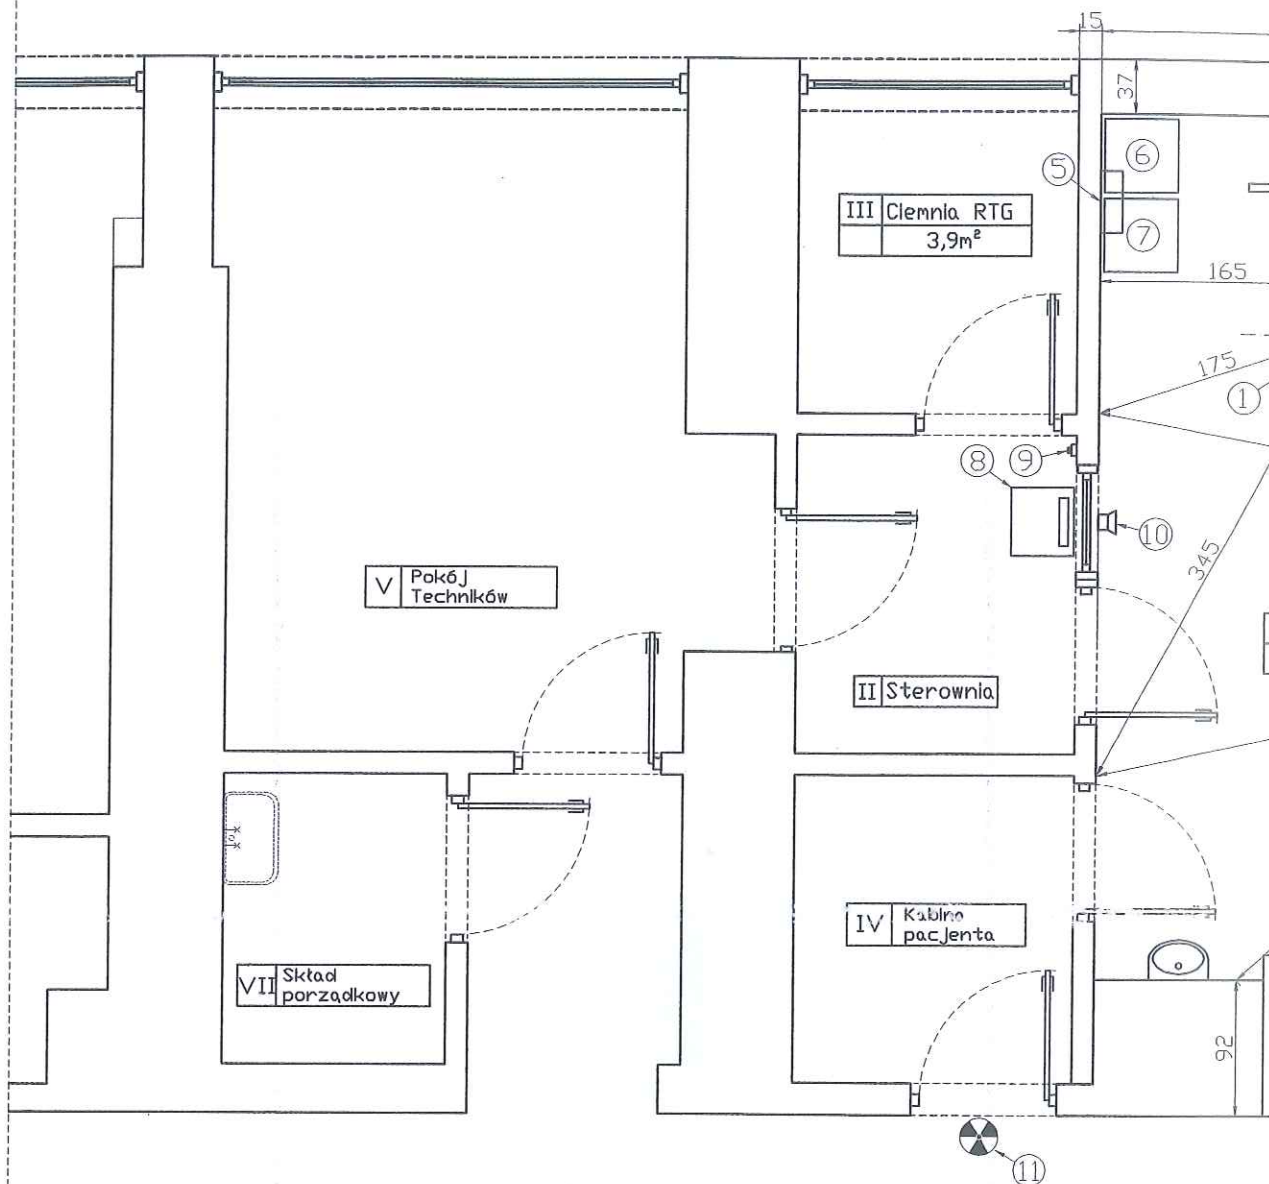 15
37
6
5
III Ciemnia RTG
3,9m²
7
165
175
1
8
9
10
345
V Pokój
Techników
II Sterownia
IV Kabina
pacjenta
VII Skład
porządkowy
92
11